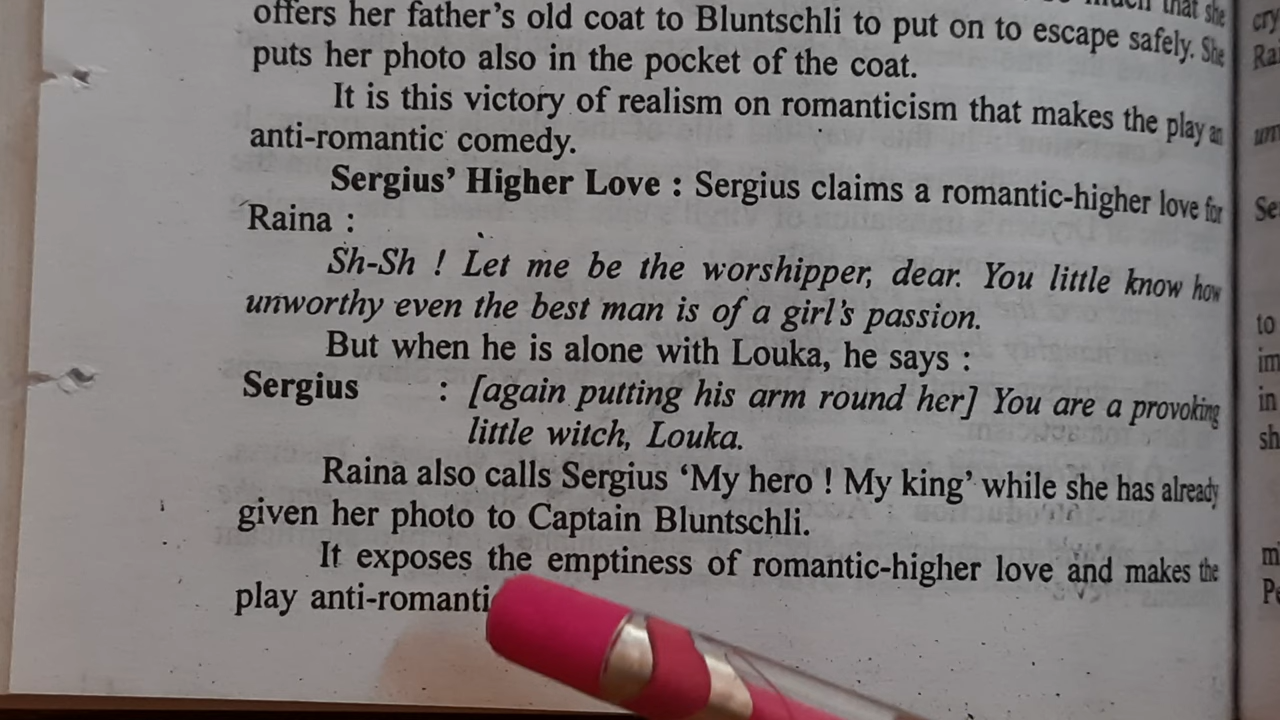 offers her father's old coat to Bluntschli to put on to escape safely. She
puts her photo also in the pocket of the coat.
It is this victory of realism on romanticism that makes the play an
anti-romantic comedy.
Sergius' Higher Love : Sergius claims a romantic-higher love for
Raina :
Sh-Sh ! Let me be the worshipper, dear. You little know how
unworthy even the best man is of a girl's passion.
But when he is alone with Louka, he says :
Sergius : [again putting his arm round her] You are a provoking
little witch, Louka.
Raina also calls Sergius 'My hero ! My king' while she has already
given her photo to Captain Bluntschli.
It exposes the emptiness of romantic-higher love and makes the
play anti-romanti